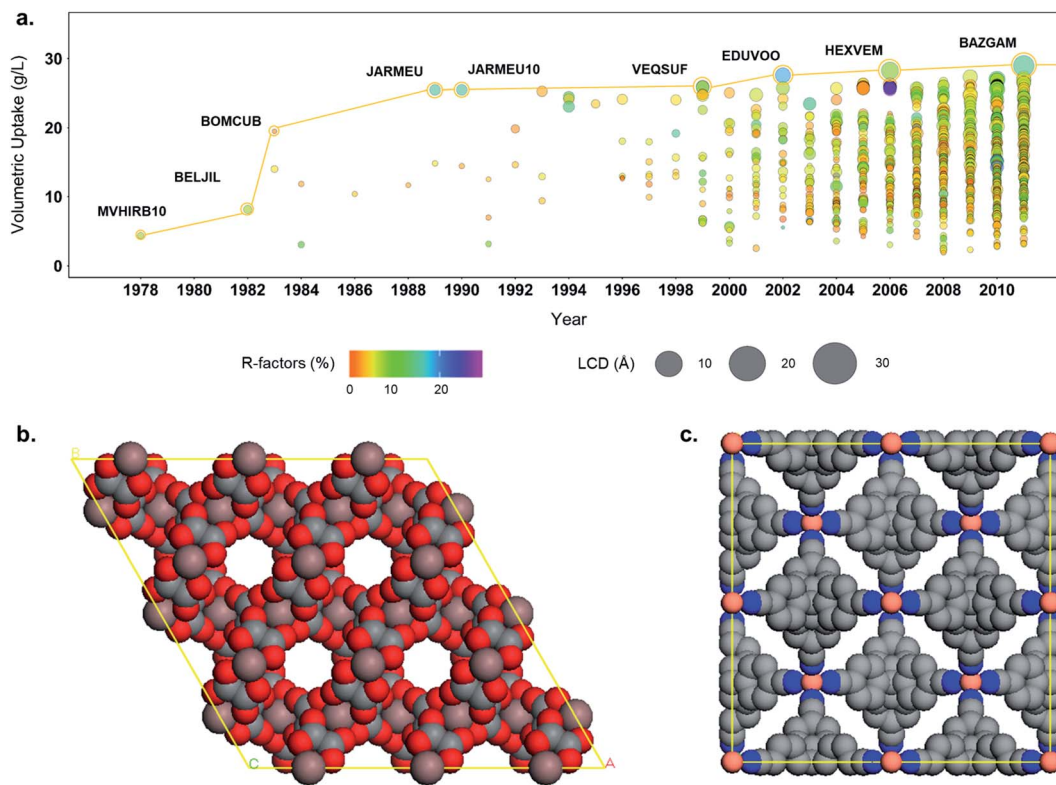 a.
Volumetric Uptake (g/L)
30
20
10
0
MVHIRB10
BELJIL
BOMCUB
JARMEU
JARMEU10
VEQSUF
EDUVOO
HEXVEM
BAZGAM
1978 1980 1982 1984 1986 1988 1990 1992 1994 1996 1998 2000 2002 2004 2006 2008 2010
Year
R-factors (%)
0 10 20
LCD (Å) 10 20 30
b.
B
C
A
c.